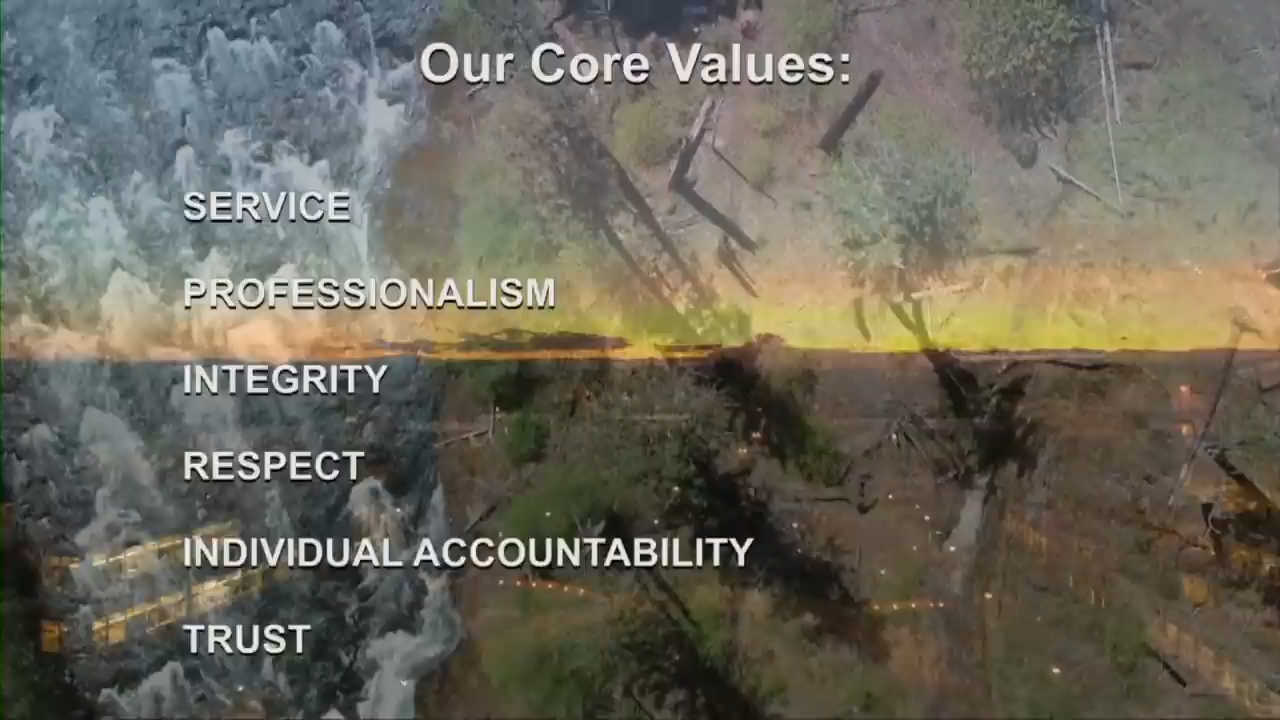 Our Core Values:
SERVICE
PROFESSIONALISM
INTEGRITY
RESPECT
INDIVIDUAL ACCOUNTABILITY
TRUST